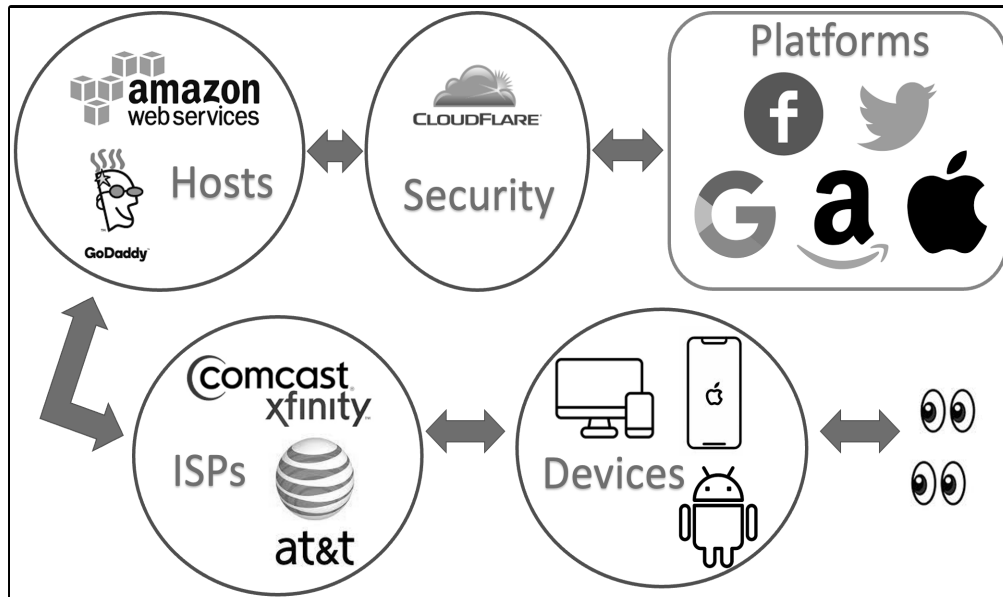 amazon
web services
Hosts
GoDaddy
CLOUDFLARE
Security
Platforms
f
G
a
comcast
xfinity
ISPs
at&t
Devices